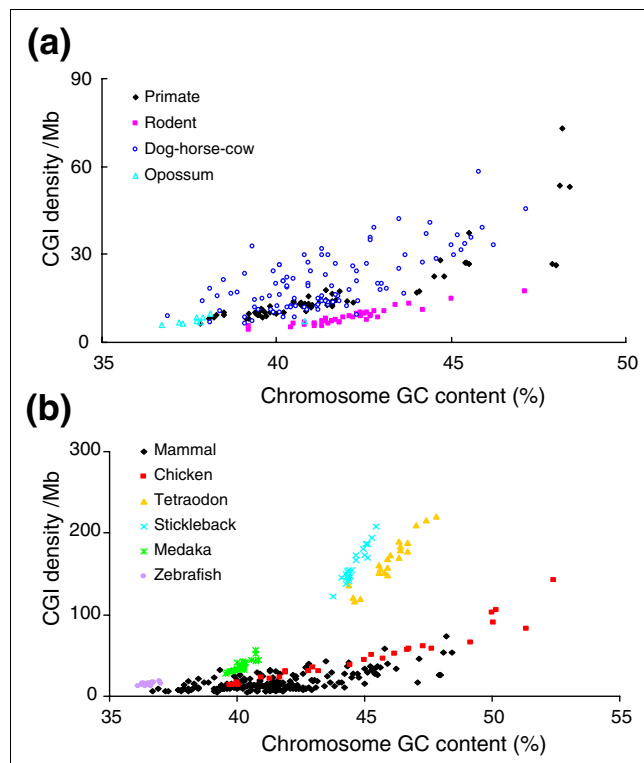 (a)
90
60
30
0
CGI density /Mb
Primate
Rodent
Dog-horse-cow
Opossum
35 40 45 50
Chromosome GC content (%)
(b)
300
200
100
0
CGI density /Mb
Mammal
Chicken
Tetraodon
Stickleback
Medaka
Zebrafish
35 40 45 50 55
Chromosome GC content (%)